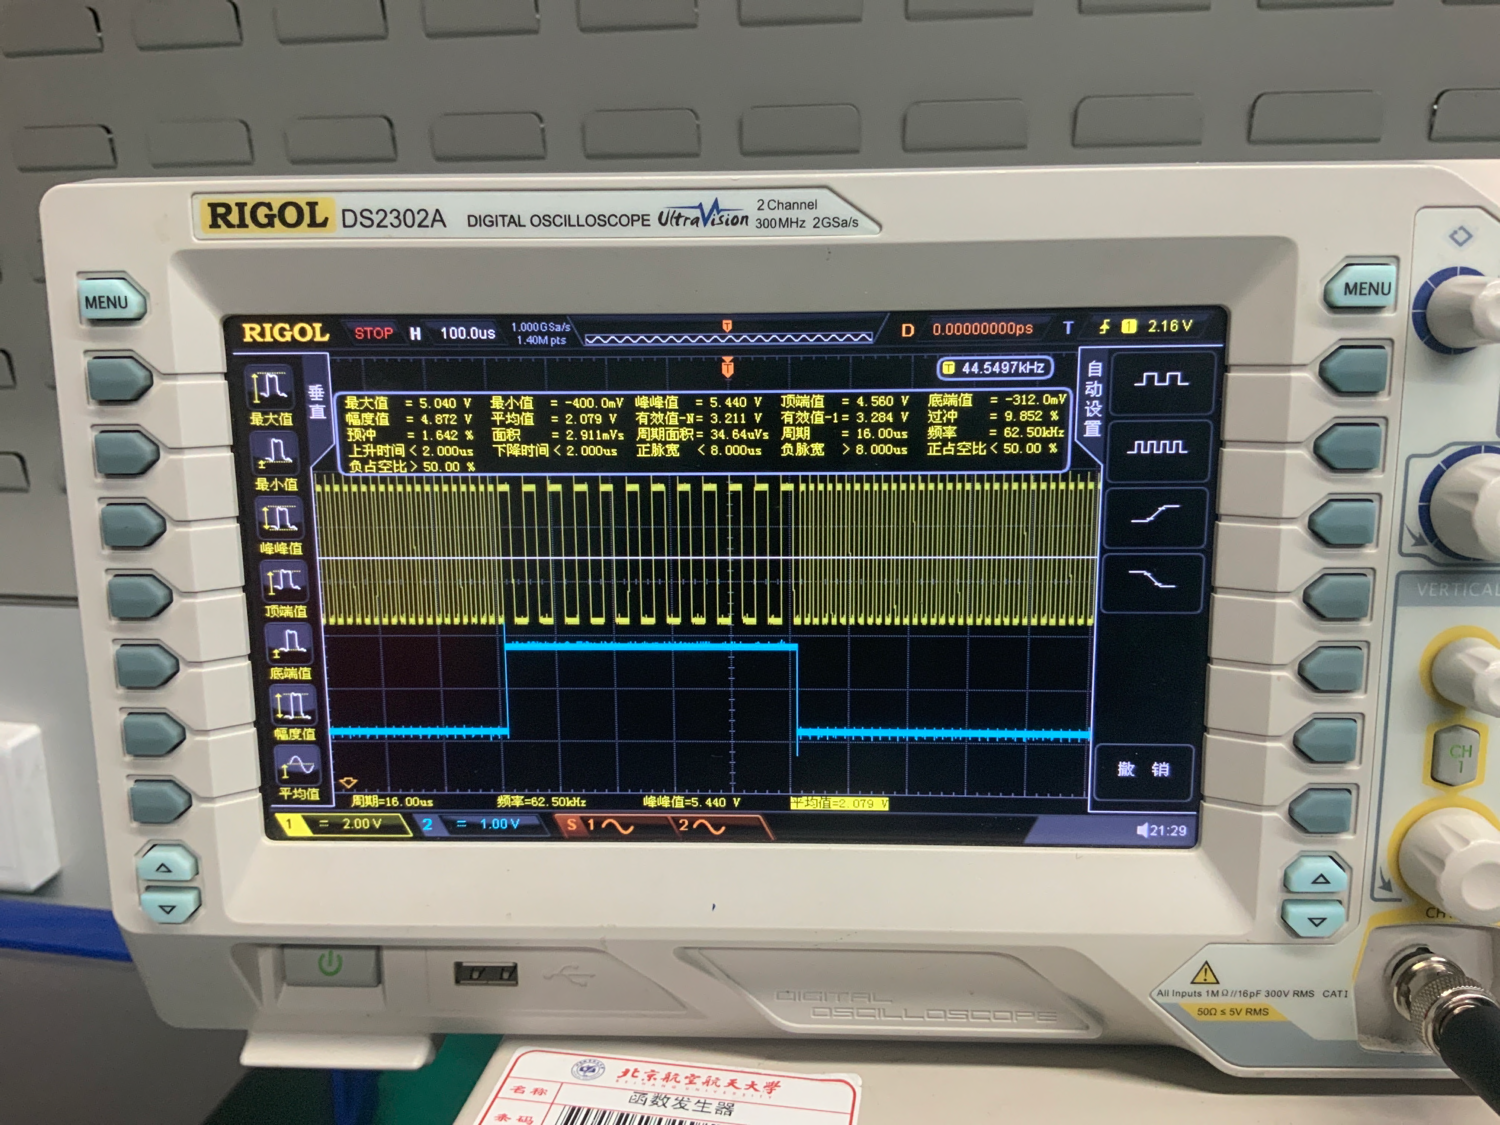 RIGOL DS2302A DIGITAL OSCILLOSCOPE UltraVision 2 Channel
300MHz 2GSa/s
MENU
MENU
RIGOL STOP H 100.0us 1.000GSa/s
1.40M pts
D 0.00000000ps T 1 2.16 V
T 44.5497kHz
垂直
自动设置
最大值 = 5.040 V 最小值 = -400.0mV 峰峰值 = 5.440 V 顶端值 = 4.560 V 底端值 = -312.0mV
幅度值 = 4.872 V 平均值 = 2.079 V 有效值-N= 3.211 V 有效值-1= 3.284 V 过冲 = 9.852 %
预冲 = 1.642 % 面积 = 2.911mVs 周期面积= 34.64uVs 周期 = 16.00us 频率 = 62.50kHz
上升时间< 2.000us 下降时间< 2.000us 正脉宽 < 8.000us 负脉宽 > 8.000us 正占空比< 50.00 %
负占空比> 50.00 %
最大值
最小值
峰峰值
顶端值
底端值
幅度值
平均值
撤 销
周期=16.00us 频率=62.50kHz 峰峰值=5.440 V 平均值=2.079 V
1 = 2.00 V 2 = 1.00 V S 1 2
21:29
VERTICAL
CH
1
CH
All Inputs 1MΩ//16pF 300V RMS CAT I
50Ω ≤ 5V RMS
DIGITAL
OSCILLOSCOPE
北京航空航天大学
名称 函数发生器
条码